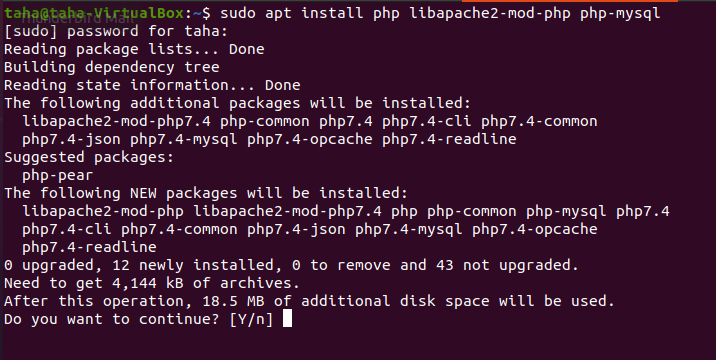 taha@taha-VirtualBox:~$ sudo apt install php libapache2-mod-php php-mysql
Thunderbird Mail
[sudo] password for taha:
Reading package lists... Done
Building dependency tree
Reading state information... Done
The following additional packages will be installed:
  libapache2-mod-php7.4 php-common php7.4 php7.4-cli php7.4-common
  php7.4-json php7.4-mysql php7.4-opcache php7.4-readline
Suggested packages:
  php-pear
The following NEW packages will be installed:
  libapache2-mod-php libapache2-mod-php7.4 php php-common php-mysql php7.4
  php7.4-cli php7.4-common php7.4-json php7.4-mysql php7.4-opcache
  php7.4-readline
0 upgraded, 12 newly installed, 0 to remove and 43 not upgraded.
Need to get 4,144 kB of archives.
After this operation, 18.5 MB of additional disk space will be used.
Do you want to continue? [Y/n]